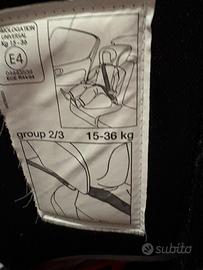 UNIVERSAL
Kg 15 - 36
E4
group 2/3
15-36 kg
subito